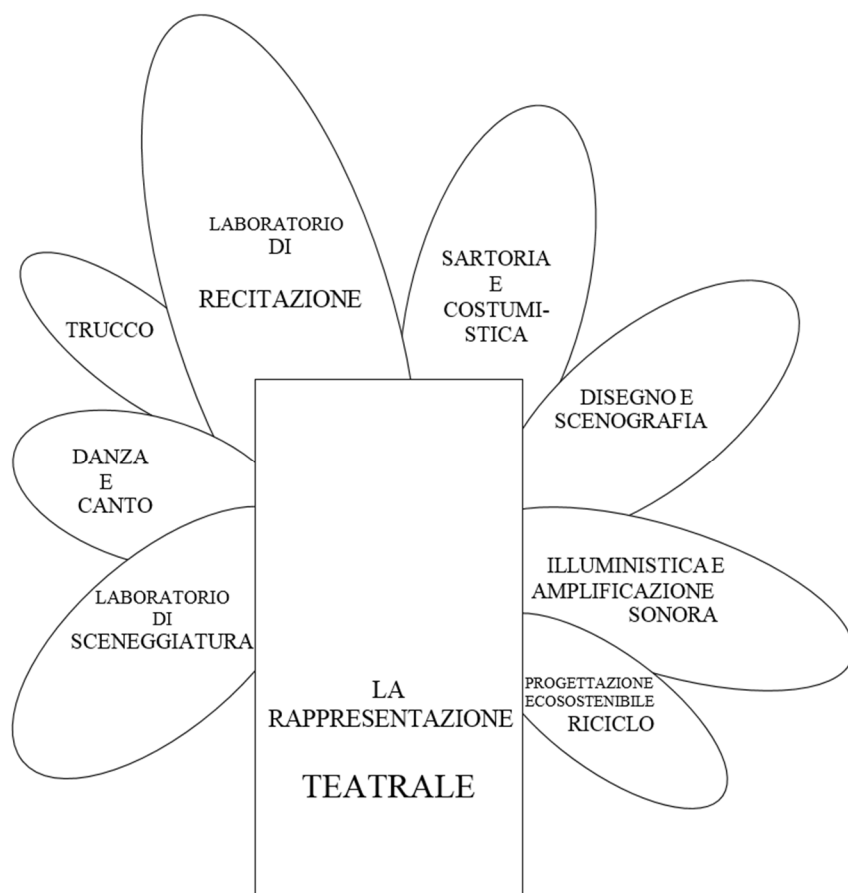 LABORATORIO
DI
RECITAZIONE
SARTORIA
E
COSTUMI-
STICA
TRUCCO
DISEGNO E
SCENOGRAFIA
DANZA
E
CANTO
ILLUMINISTICA E
AMPLIFICAZIONE
SONORA
LABORATORIO
DI
SCENEGGIATURA
PROGETTAZIONE
ECOSOSTENIBILE
RICICLO
LA
RAPPRESENTAZIONE
TEATRALE